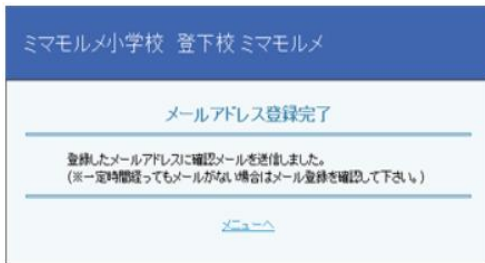 ミマモルメ小学校 登下校 ミマモルメ
メールアドレス登録完了
登録したメールアドレスに確認メールを送信しました。
(※一定時間経ってもメールがない場合はメール登録を確認して下さい。)
メニューへ